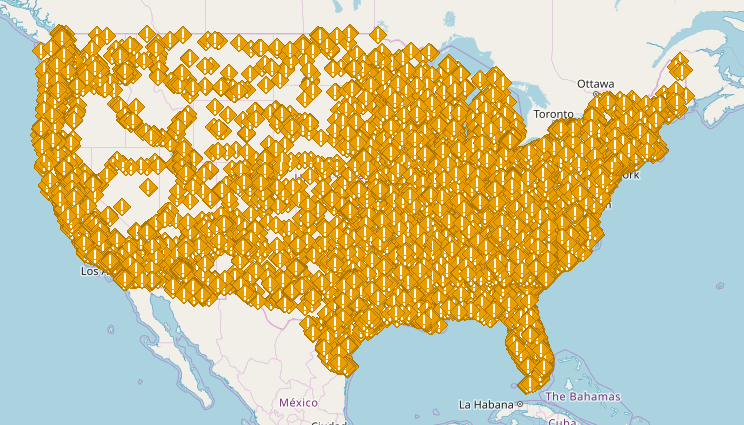 Ottawa
Toronto
ork
Los A
México
La Habana
The Bahamas
Cuba